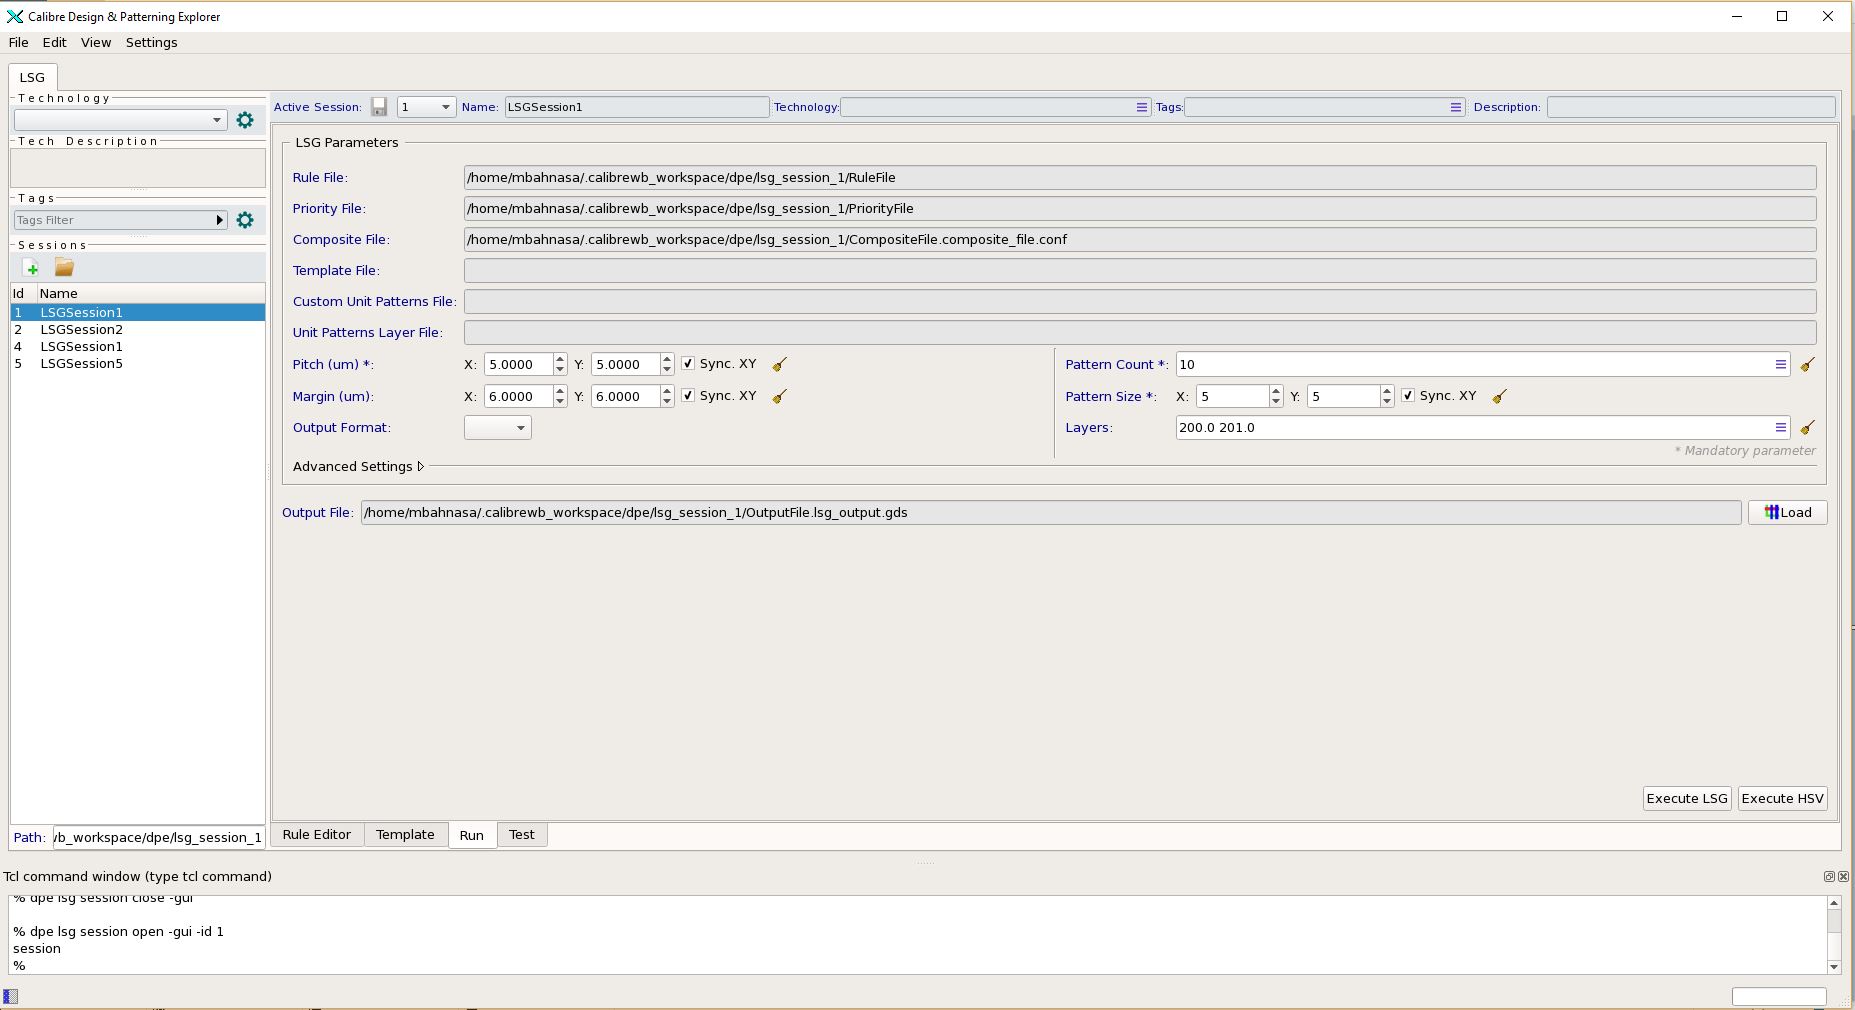 Calibre Design & Patterning Explorer
File Edit View Settings
LSG
Technology
Tech Description
Tags
Tags Filter
Sessions
Id Name
1 LSGSession1
2 LSGSession2
4 LSGSession1
5 LSGSession5
Path: vb_workspace/dpe/lsg_session_1
Active Session: 1 Name: LSGSession1 Technology: Tags: Description:
LSG Parameters
Rule File: /home/mbahnasa/.calibrewb_workspace/dpe/lsg_session_1/RuleFile
Priority File: /home/mbahnasa/.calibrewb_workspace/dpe/lsg_session_1/PriorityFile
Composite File: /home/mbahnasa/.calibrewb_workspace/dpe/lsg_session_1/CompositeFile.composite_file.conf
Template File:
Custom Unit Patterns File:
Unit Patterns Layer File:
Pitch (um) *: X: 5.0000 Y: 5.0000 Sync. XY
Margin (um): X: 6.0000 Y: 6.0000 Sync. XY
Output Format:
Pattern Count *: 10
Pattern Size *: X: 5 Y: 5 Sync. XY
Layers: 200.0 201.0
* Mandatory parameter
Advanced Settings
Output File: /home/mbahnasa/.calibrewb_workspace/dpe/lsg_session_1/OutputFile.lsg_output.gds Load
Execute LSG Execute HSV
Rule Editor Template Run Test
Tcl command window (type tcl command)
% dpe lsg session close -gui
% dpe lsg session open -gui -id 1
session
%